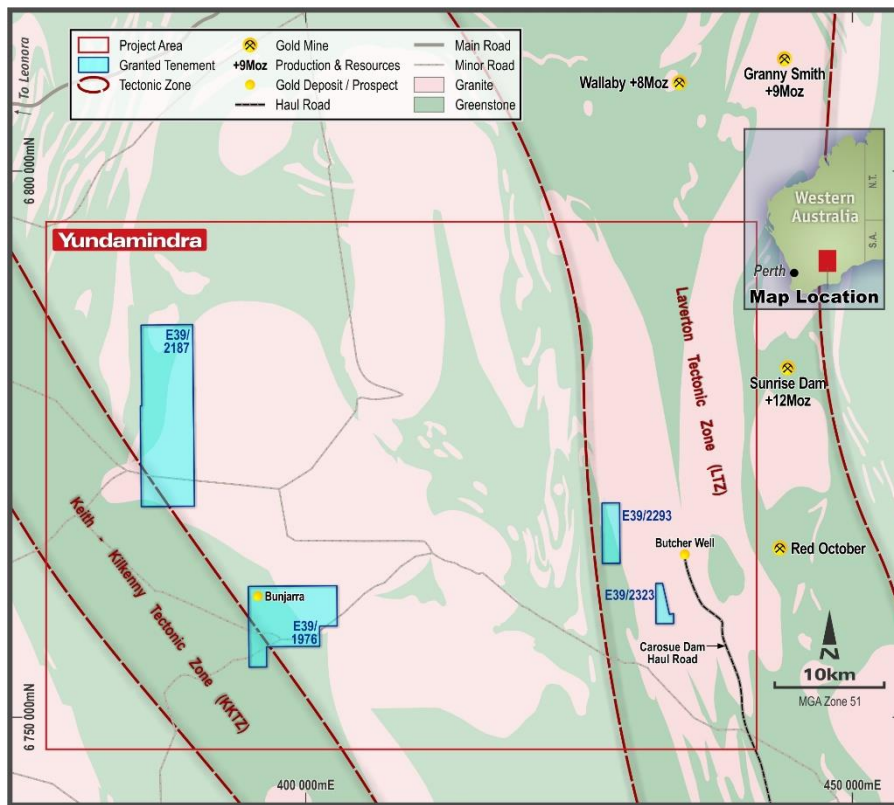 To Leonora
Project Area
Granted Tenement
Tectonic Zone
Gold Mine
+9Moz Production & Resources
Gold Deposit / Prospect
Haul Road
Main Road
Minor Road
Granite
Greenstone
Wallaby +8Moz
Granny Smith
+9Moz
6 800 000mN
Yundamindra
Western
Australia
N.T.
S.A.
Perth
Map Location
E39/
2187
Laverton Tectonic Zone (LTZ)
Sunrise Dam
+12Moz
Keith - Kilkenny Tectonic Zone (KKTZ)
E39/2293
Butcher Well
Red October
Bunjarra
E39/
1976
E39/2323
Carosue Dam
Haul Road
N
10km
MGA Zone 51
6 750 000mN
400 000mE
450 000mE